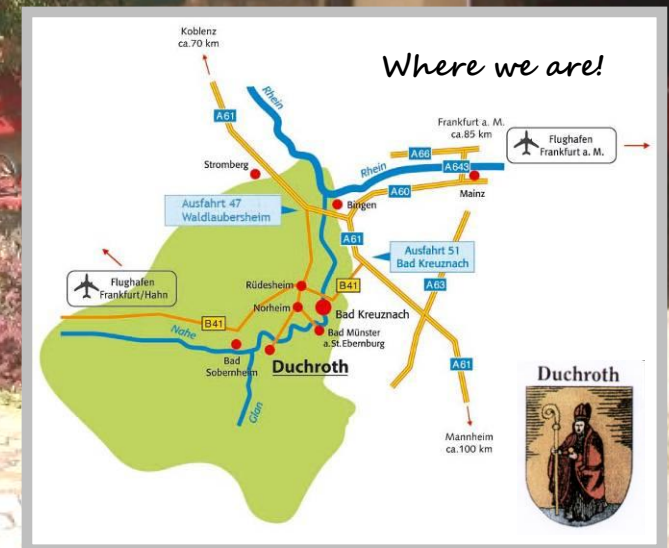 Where we are!
Koblenz
ca.70 km
Rhein
A61
Frankfurt a. M.
ca.85 km
Flughafen
Frankfurt a. M.
A66
A643
Stromberg
Rhein
A60
Mainz
Ausfahrt 47
Waldlaubersheim
Bingen
A61
Ausfahrt 51
Bad Kreuznach
Flughafen
Frankfurt/Hahn
Rüdesheim
B41
A63
Norheim
Bad Kreuznach
B41
Nahe
Bad Münster
a.St.Ebernburg
Bad
Sobernheim
Duchroth
A61
Glan
Mannheim
ca.100 km
Duchroth